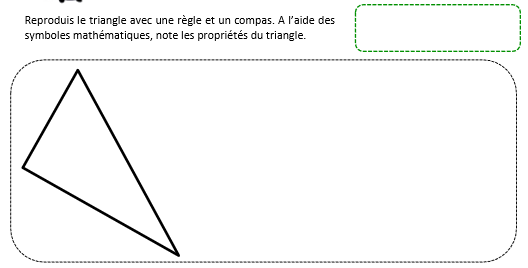 Reproduis le triangle avec une règle et un compas. A l’aide des
symboles mathématiques, note les propriétés du triangle.